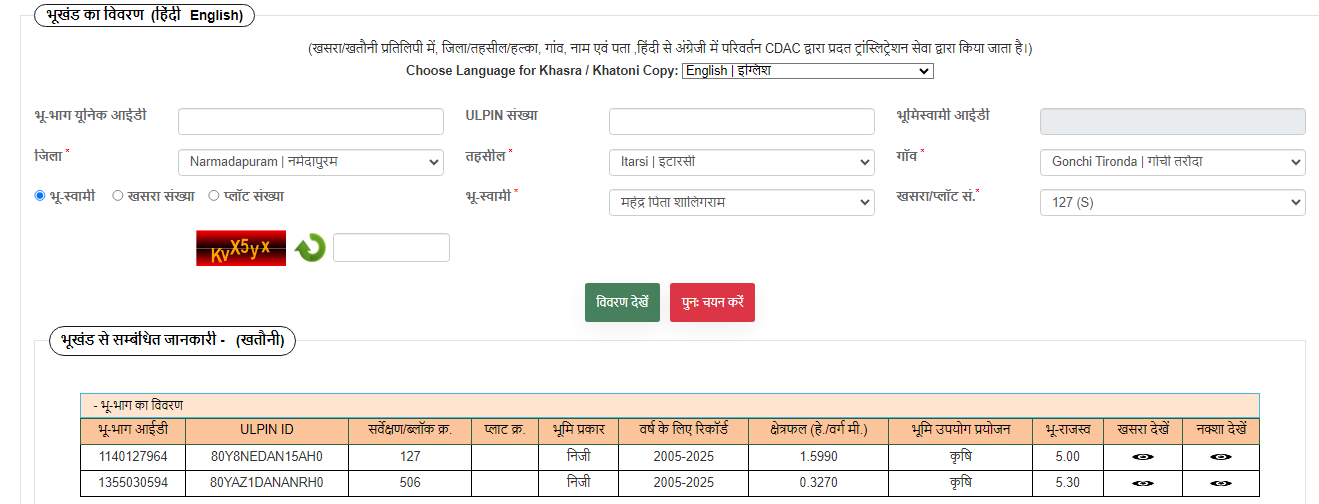 भूखंड का विवरण (हिंदी English)
(खसरा/खतौनी प्रतिलिपी में, जिला/तहसील/हल्का, गांव, नाम एवं पता ,हिंदी से अंग्रेजी में परिवर्तन CDAC द्वारा प्रदत ट्रांस्लिट्रेशन सेवा द्वारा किया जाता है।)
Choose Language for Khasra / Khatoni Copy: English | इंग्लिश
भू-भाग यूनिक आईडी ULPIN संख्या भूमिस्वामी आईडी
जिला * Narmadapuram | नर्मदापुरम तहसील * Itarsi | इटारसी गाँव * Gonchi Tironda | गोंची तरोंदा
भू-स्वामी खसरा संख्या प्लॉट संख्या भू-स्वामी * महेंद्र पिता शालिगराम खसरा/प्लॉट सं.* 127 (S)
KvX5yx
विवरण देखें पुनः चयन करें
भूखंड से सम्बंधित जानकारी - (खतौनी)
- भू-भाग का विवरण
भू-भाग आईडी ULPIN ID सर्वेक्षण/ब्लॉक क्र. प्लाट क्र. भूमि प्रकार वर्ष के लिए रिकॉर्ड क्षेत्रफल (हे./वर्ग मी.) भूमि उपयोग प्रयोजन भू-राजस्व खसरा देखें नक्शा देखें
1140127964 80Y8NEDAN15AH0 127 निजी 2005-2025 1.5990 कृषि 5.00
1355030594 80YAZ1DANANRH0 506 निजी 2005-2025 0.3270 कृषि 5.30